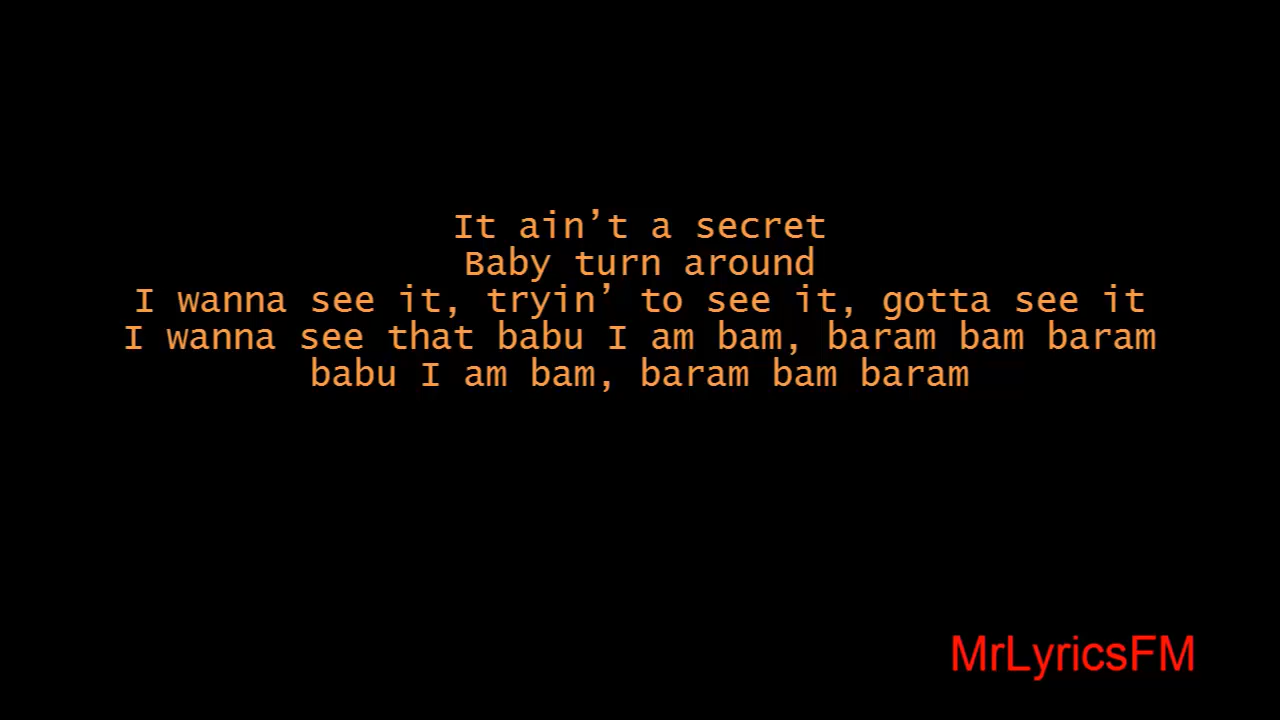 It ain’t a secret
Baby turn around
I wanna see it, tryin’ to see it, gotta see it
I wanna see that babu I am bam, baram bam baram
babu I am bam, baram bam baram
MrLyricsFM